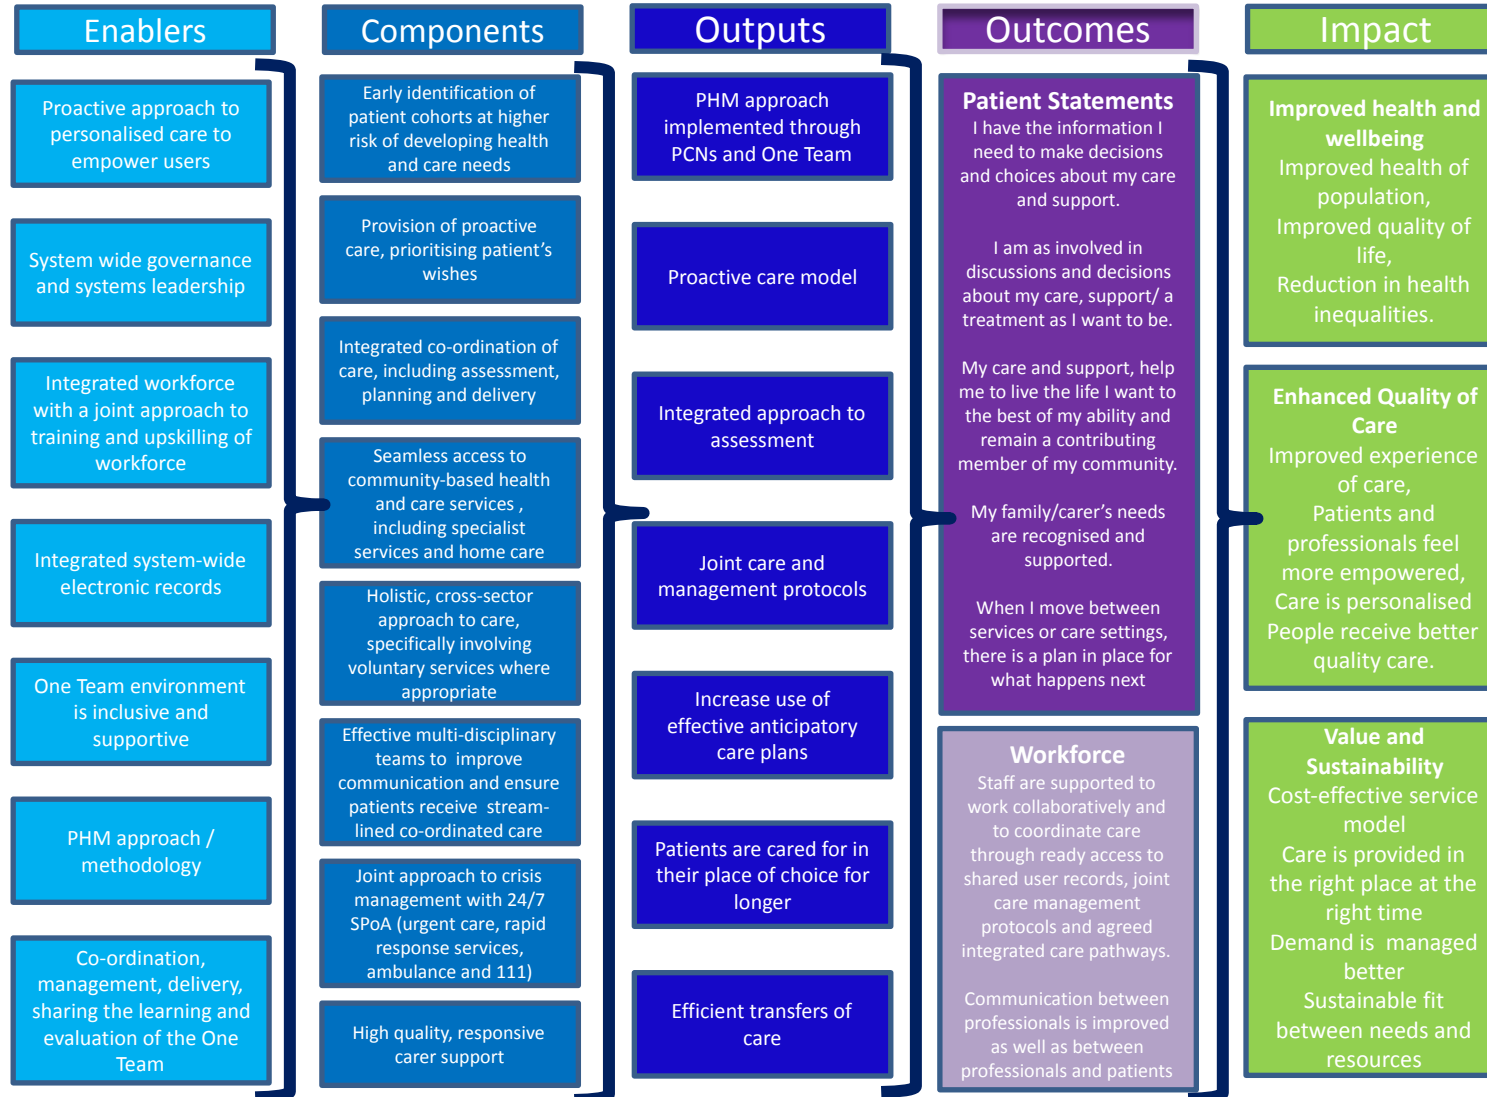 Enablers
Proactive approach to
personalised care to
empower users
System wide governance
and systems leadership
Integrated workforce
with a joint approach to
training and upskilling of
workforce
Integrated system-wide
electronic records
One Team environment
is inclusive and
supportive
PHM approach /
methodology
Co-ordination,
management, delivery,
sharing the learning and
evaluation of the One
Team
Components
Early identification of
patient cohorts at higher
risk of developing health
and care needs
Provision of proactive
care, prioritising patient’s
wishes
Integrated co-ordination of
care, including assessment,
planning and delivery
Seamless access to
community-based health
and care services ,
including specialist
services and home care
Holistic, cross-sector
approach to care,
specifically involving
voluntary services where
appropriate
Effective multi-disciplinary
teams to improve
communication and ensure
patients receive stream-
lined co-ordinated care
Joint approach to crisis
management with 24/7
SPoA (urgent care, rapid
response services,
ambulance and 111)
High quality, responsive
carer support
Outputs
PHM approach
implemented through
PCNs and One Team
Proactive care model
Integrated approach to
assessment
Joint care and
management protocols
Increase use of
effective anticipatory
care plans
Patients are cared for in
their place of choice for
longer
Efficient transfers of
care
Outcomes
Patient Statements
I have the information I
need to make decisions
and choices about my care
and support.
I am as involved in
discussions and decisions
about my care, support/ a
treatment as I want to be.
My care and support, help
me to live the life I want to
the best of my ability and
remain a contributing
member of my community.
My family/carer’s needs
are recognised and
supported.
When I move between
services or care settings,
there is a plan in place for
what happens next
Workforce
Staff are supported to
work collaboratively and
to coordinate care
through ready access to
shared user records, joint
care management
protocols and agreed
integrated care pathways.
Communication between
professionals is improved
as well as between
professionals and patients
Impact
Improved health and
wellbeing
Improved health of
population,
Improved quality of
life,
Reduction in health
inequalities.
Enhanced Quality of
Care
Improved experience
of care,
Patients and
professionals feel
more empowered,
Care is personalised
People receive better
quality care.
Value and
Sustainability
Cost-effective service
model
Care is provided in
the right place at the
right time
Demand is managed
better
Sustainable fit
between needs and
resources